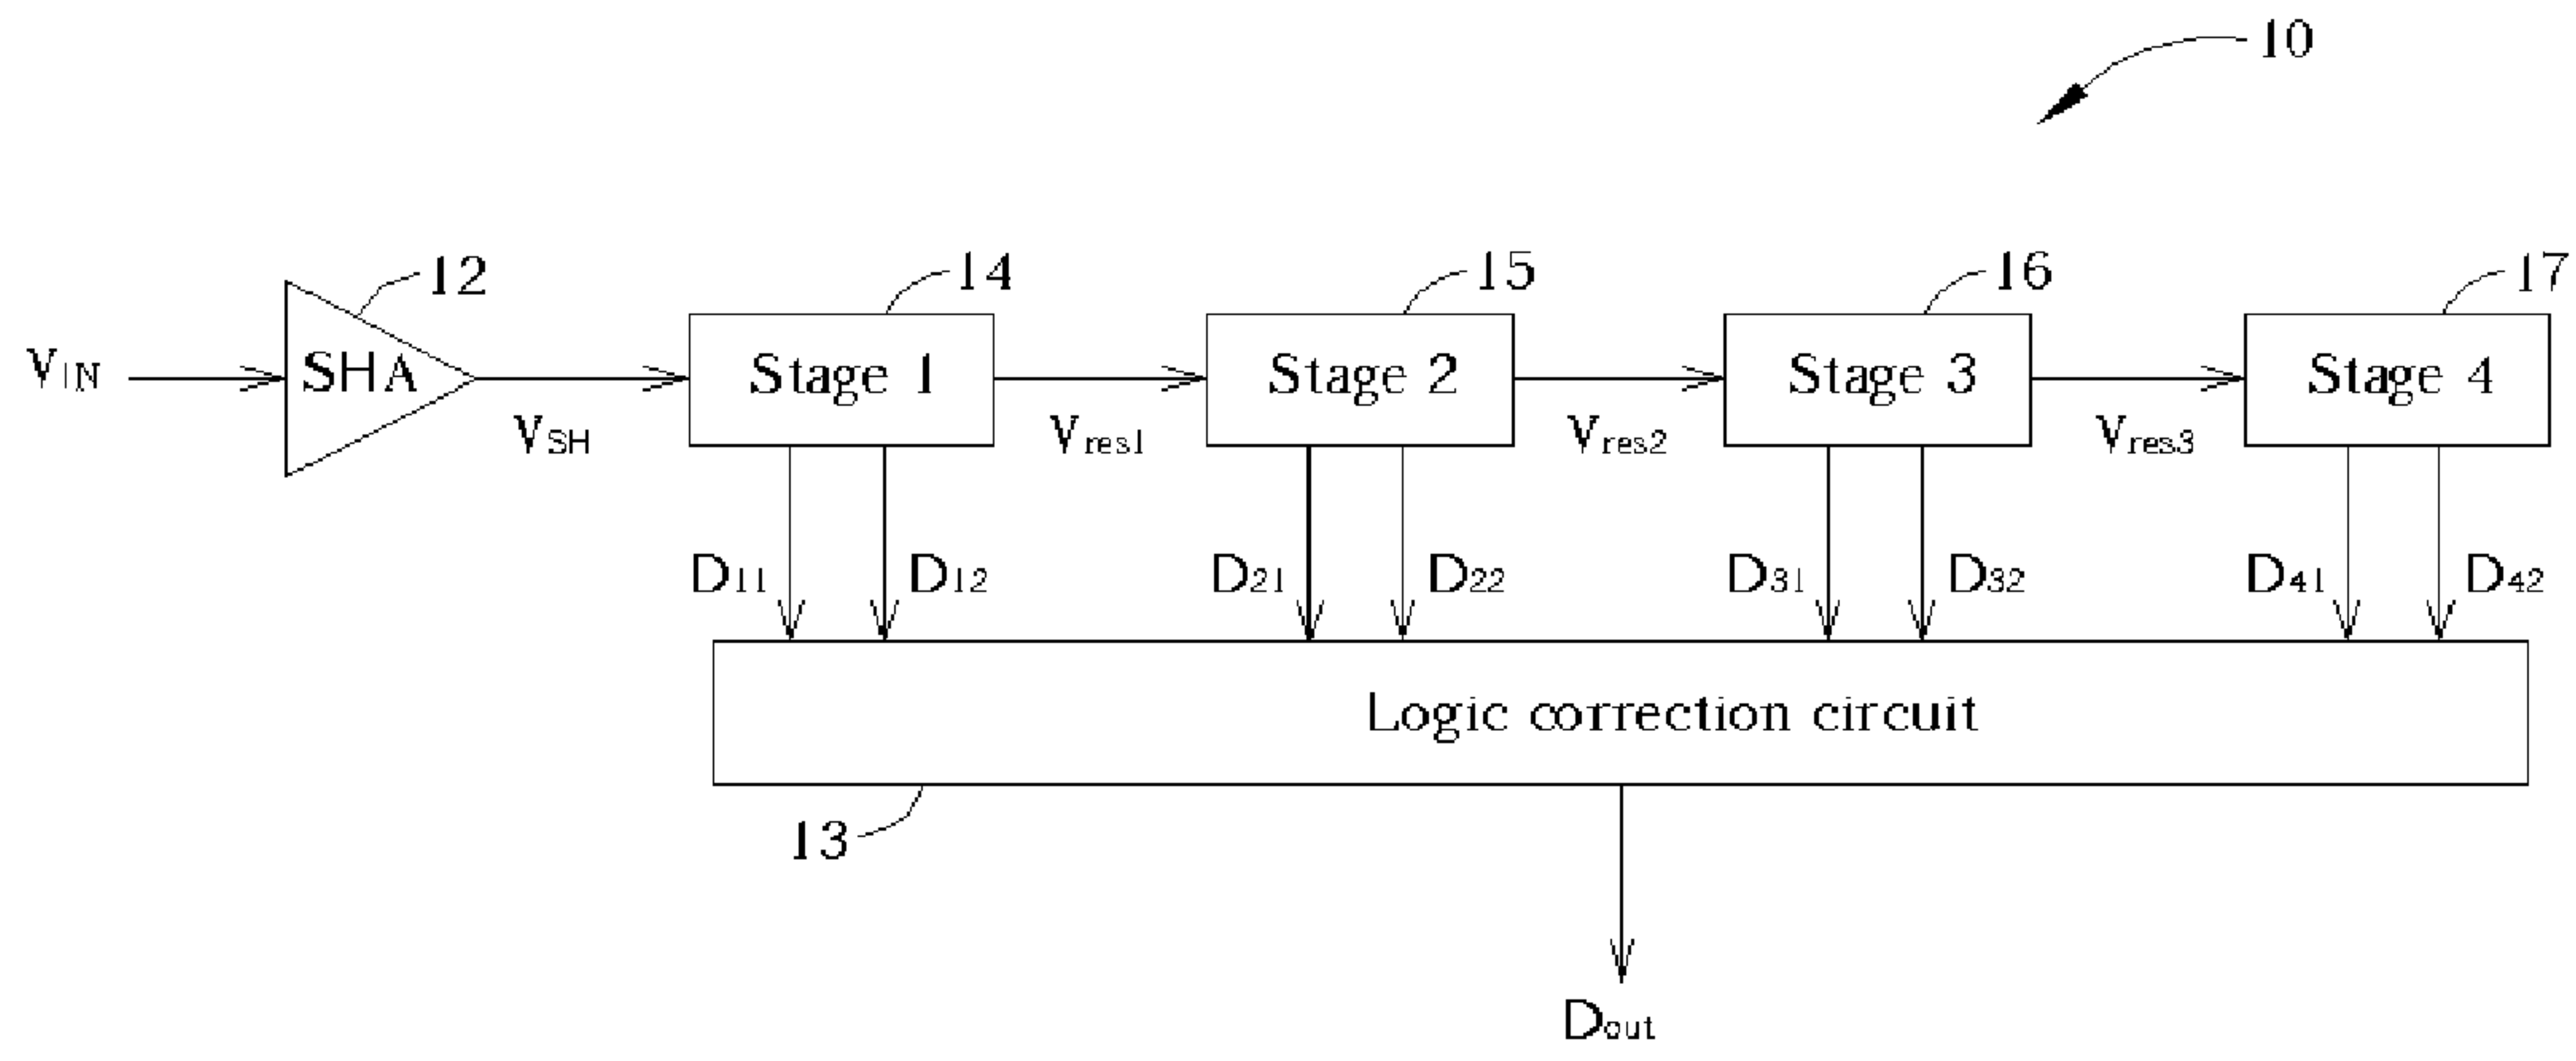 10
12
14
15
16
17
VIN
SHA
Stage 1
Stage 2
Stage 3
Stage 4
VSH
Vres1
Vres2
Vres3
D11
D12
D21
D22
D31
D32
D41
D42
Logic correction circuit
13
Dout